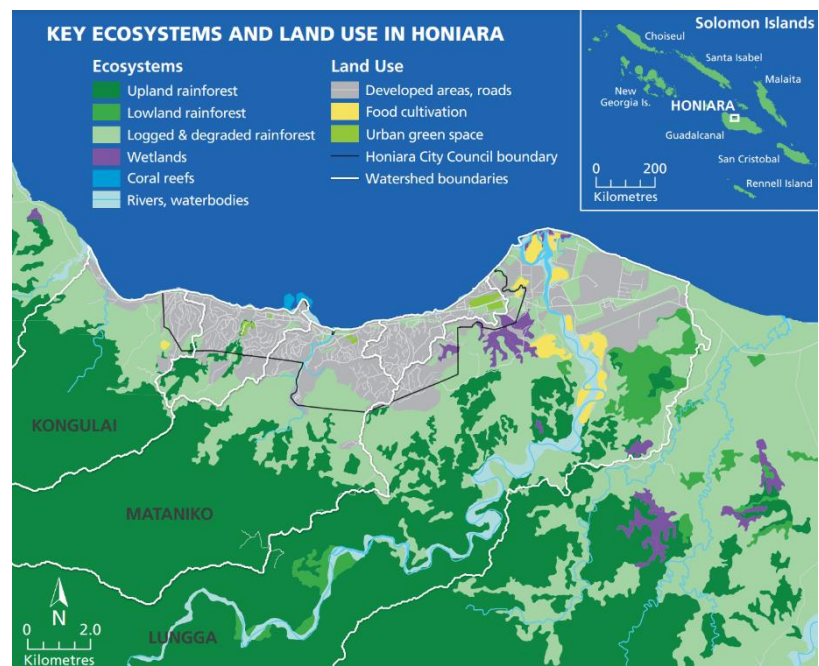 KEY ECOSYSTEMS AND LAND USE IN HONIARA
Ecosystems
Upland rainforest
Lowland rainforest
Logged & degraded rainforest
Wetlands
Coral reefs
Rivers, waterbodies
Land Use
Developed areas, roads
Food cultivation
Urban green space
Honiara City Council boundary
Watershed boundaries
Solomon Islands
Choiseul
Santa Isabel
Malaita
New
Georgia Is.
HONIARA
Guadalcanal
San Cristobal
Rennell Island
0 200
Kilometres
KONGULAI
MATANIKO
LUNGGA
N
0 2.0
Kilometres